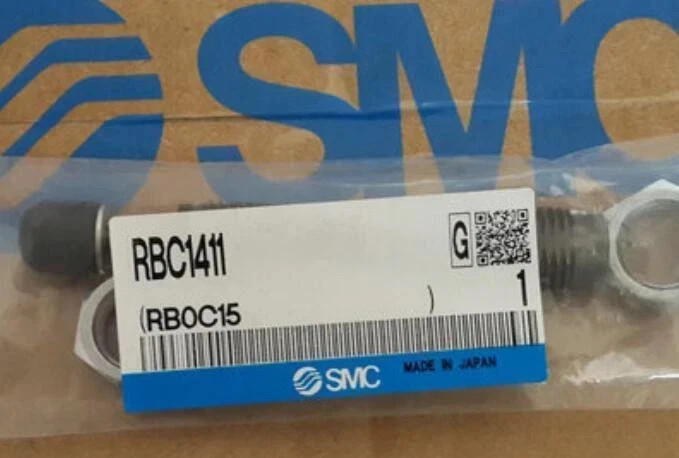 SMC
RBC1411
G
(RB0C15 )
1
SMC
MADE IN JAPAN